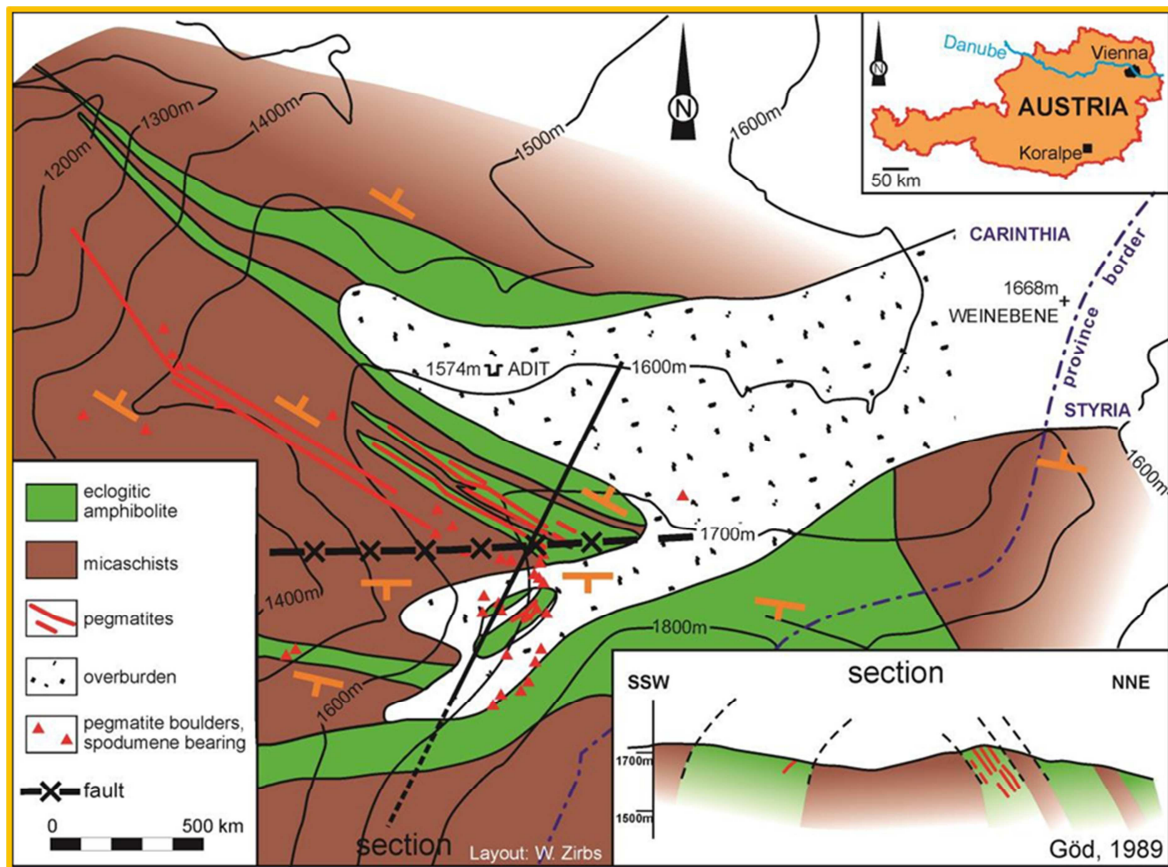 1200m
1300m
1400m
1500m
1600m
N
N
Danube
Vienna
AUSTRIA
Koralpe
50 km
CARINTHIA
1668m
WEINEBENE
province border
STYRIA
1574m
ADIT
1600m
1600m
1700m
1400m
1800m
1600m
eclogitic
amphibolite
micaschists
pegmatites
overburden
pegmatite boulders,
spodumene bearing
fault
0
500 km
section
Layout: W. Zirbs
section
SSW
NNE
1700m
1500m
Göd, 1989